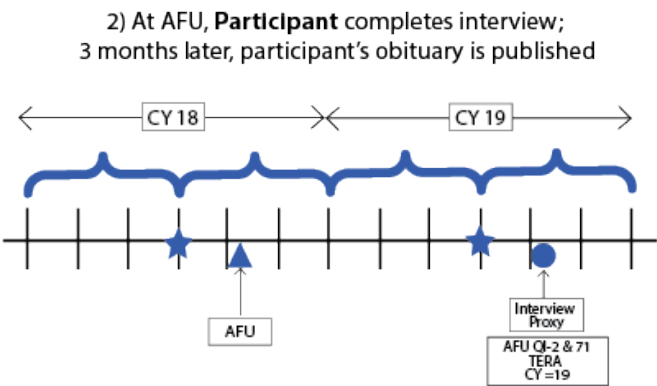 2) At AFU, Participant completes interview;
3 months later, participant's obituary is published
CY 18
CY 19
AFU
Interview
Proxy
AFU QI-2 & 71
TERA
CY =19